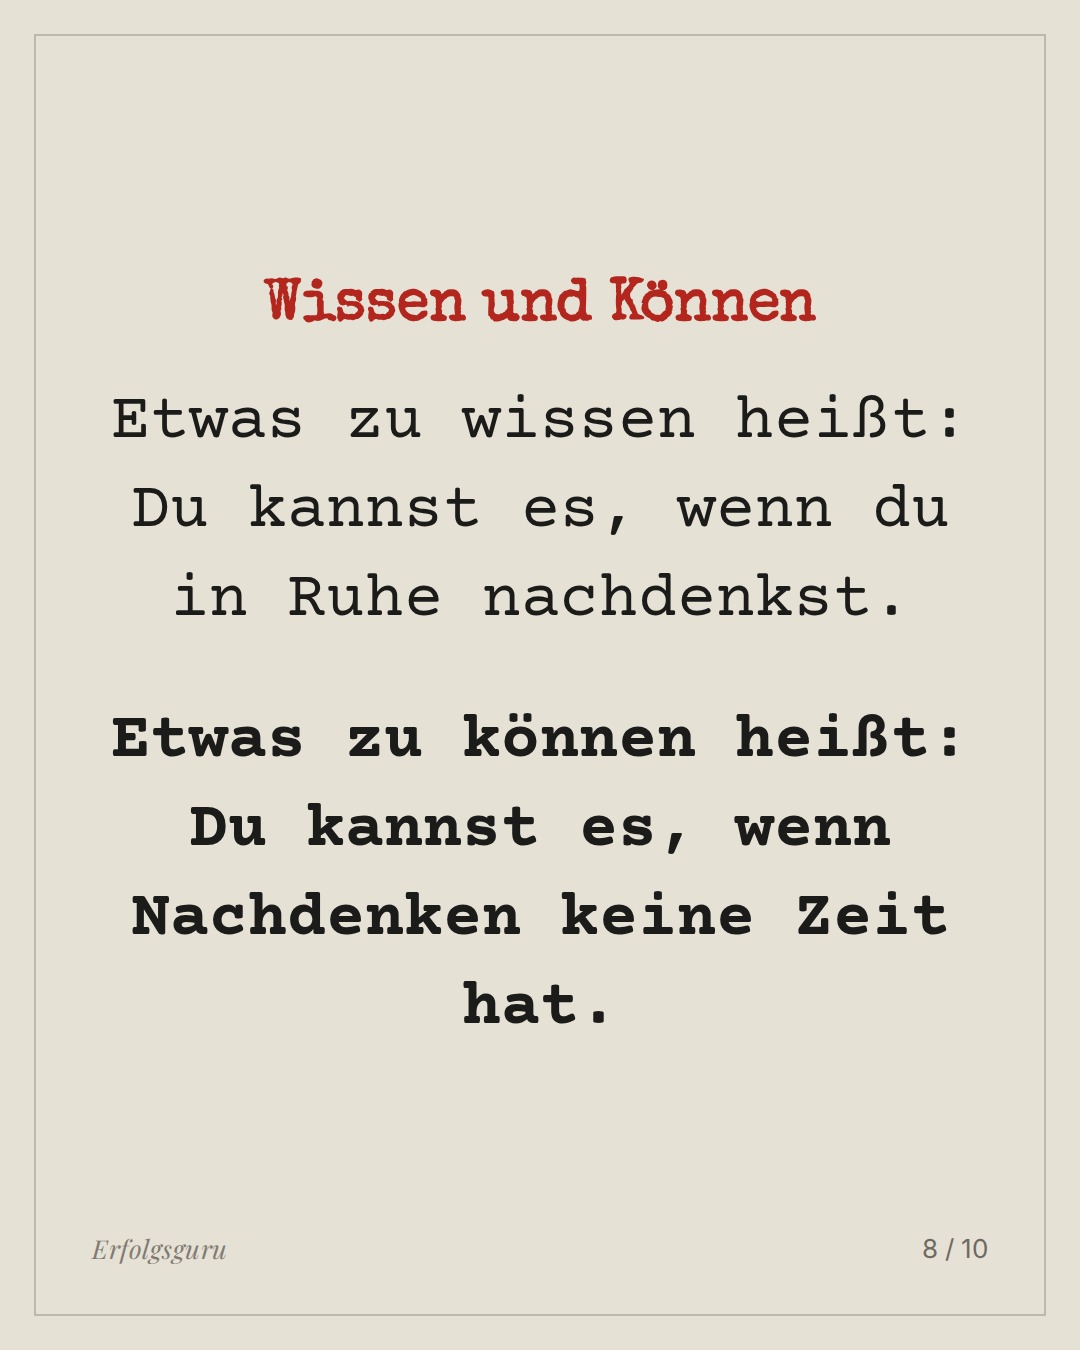 Wissen und Können
Etwas zu wissen heißt:
Du kannst es, wenn du
in Ruhe nachdenkst.
Etwas zu können heißt:
Du kannst es, wenn
Nachdenken keine Zeit
hat.
Erfolgsguru
8 / 10